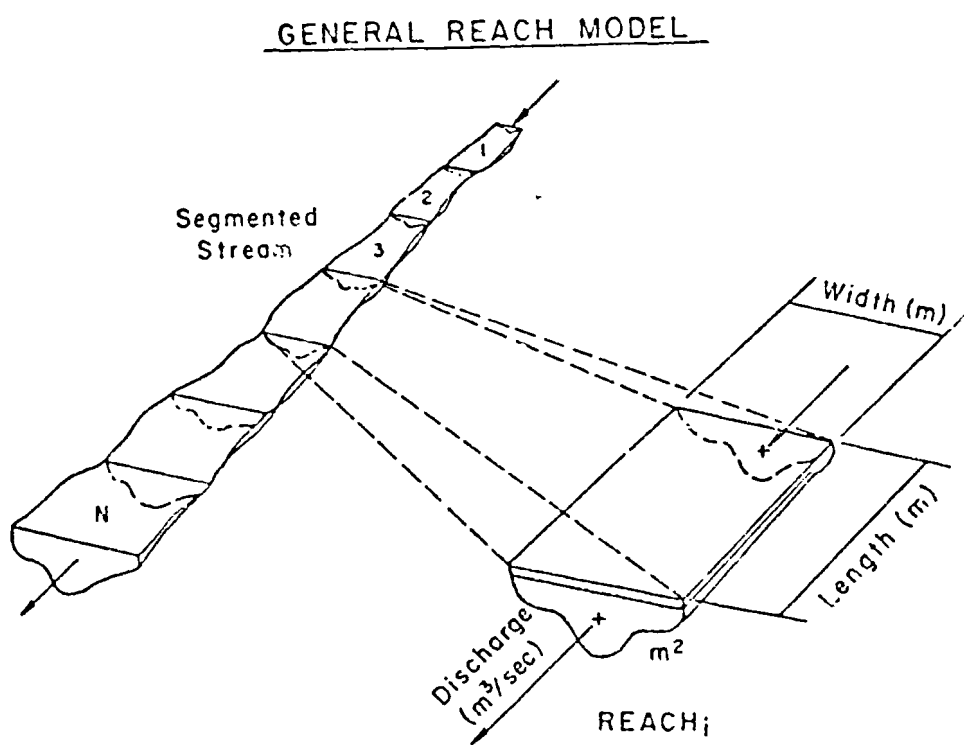 GENERAL REACH MODEL
1
2
3
Segmented
Stream
N
Width (m)
Length (m)
Discharge
(m³/sec)
m²
REACHi